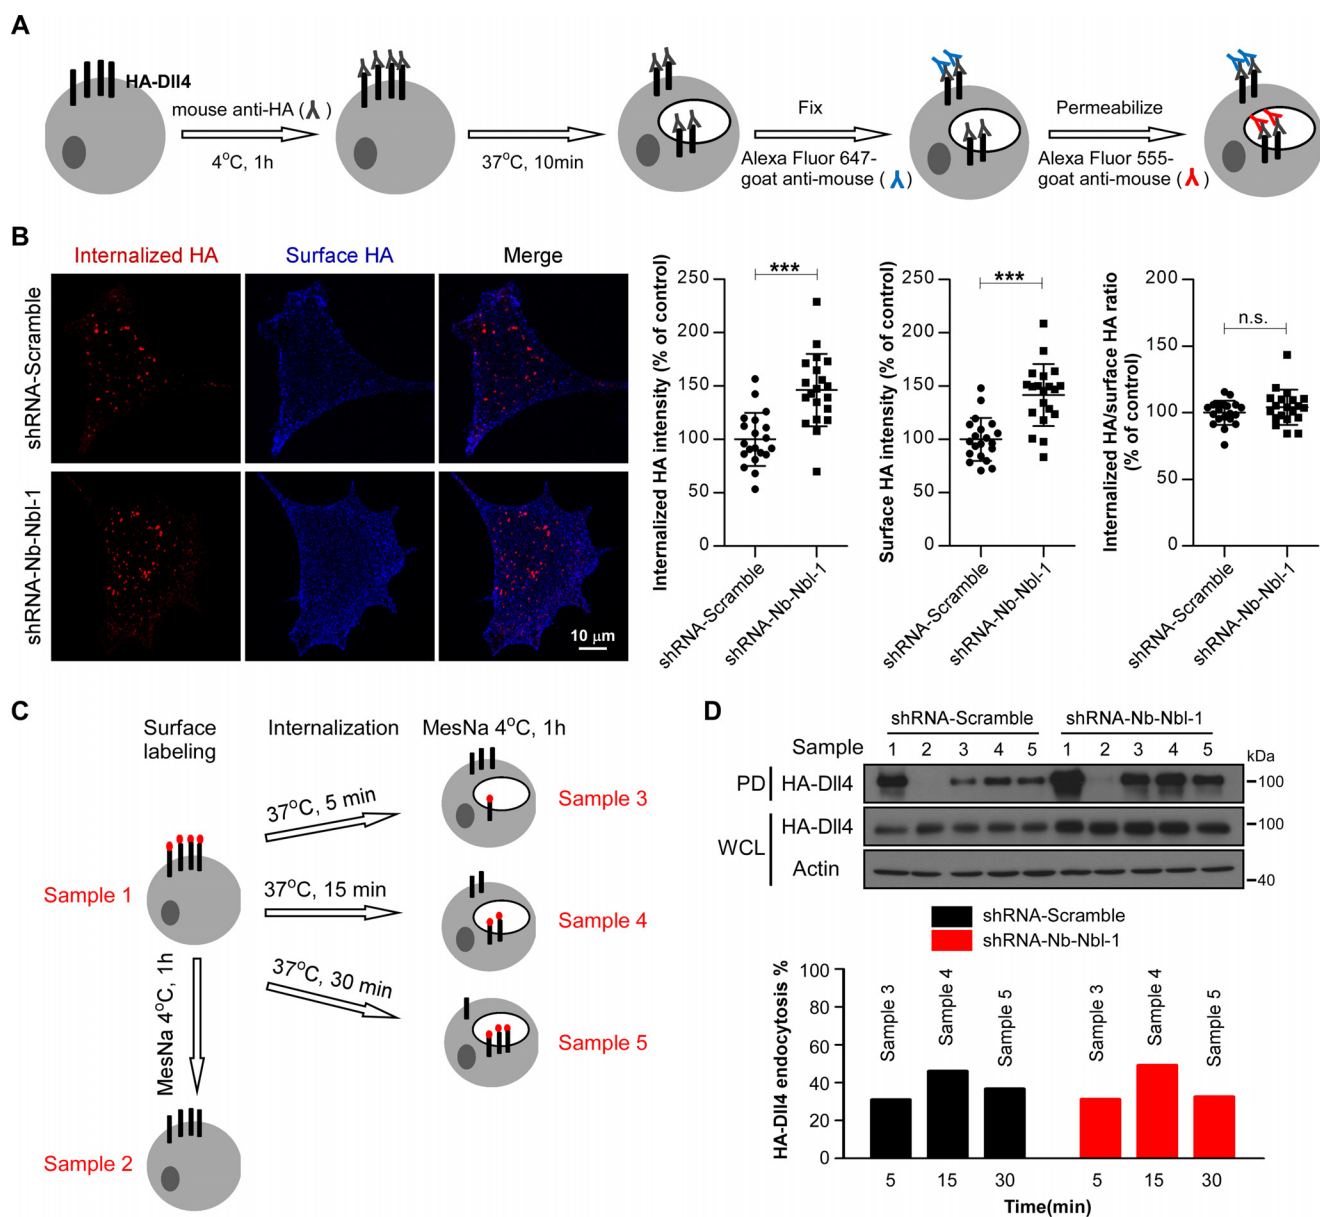 A
HA-Dll4
mouse anti-HA ( )
4°C, 1h
37°C, 10min
Fix
Alexa Fluor 647-
goat anti-mouse ( )
Permeabilize
Alexa Fluor 555-
goat anti-mouse ( )
B
Internalized HA
Surface HA
Merge
shRNA-Scramble
shRNA-Nb-Nbl-1
10 μm
Internalized HA intensity (% of control)
250
200
150
100
50
0
***
shRNA-Scramble
shRNA-Nb-Nbl-1
Surface HA intensity (% of control)
250
200
150
100
50
0
***
shRNA-Scramble
shRNA-Nb-Nbl-1
Internalized HA/surface HA ratio
(% of control)
200
150
100
50
0
n.s.
shRNA-Scramble
shRNA-Nb-Nbl-1
C
Surface
labeling
Internalization
MesNa 4°C, 1h
37°C, 5 min
Sample 3
Sample 1
37°C, 15 min
Sample 4
37°C, 30 min
Sample 5
MesNa 4°C, 1h
Sample 2
D
shRNA-Scramble
shRNA-Nb-Nbl-1
Sample 1 2 3 4 5 1 2 3 4 5
kDa
PD HA-Dll4 100
WCL HA-Dll4 100
Actin
40
shRNA-Scramble
shRNA-Nb-Nbl-1
HA-Dll4 endocytosis %
100
80
60
40
20
0
Sample 3
Sample 4
Sample 5
Sample 3
Sample 4
Sample 5
5 15 30 5 15 30
Time(min)